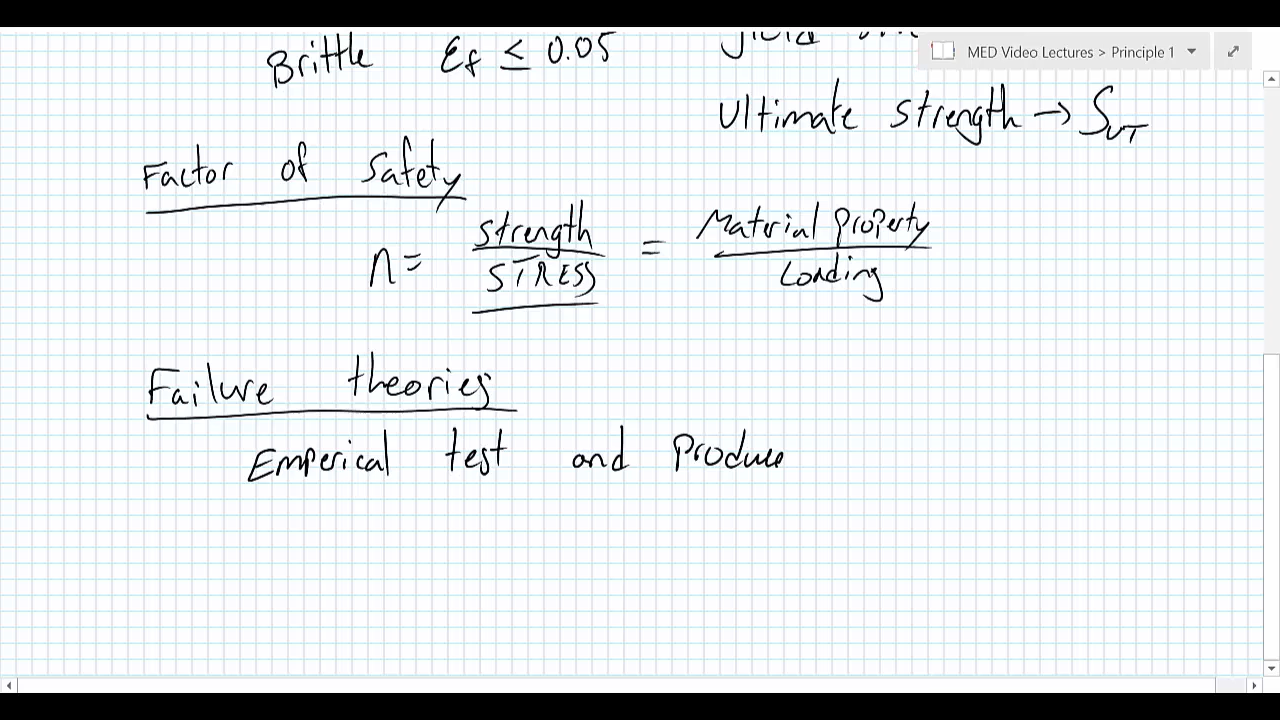 MED Video Lectures > Principle 1
Brittle εf ≤ 0.05
yield
Ultimate strength → SUT
Factor of Safety
n = strength / STRESS = Material Property / Loading
Failure theories
Emperical test and Produce